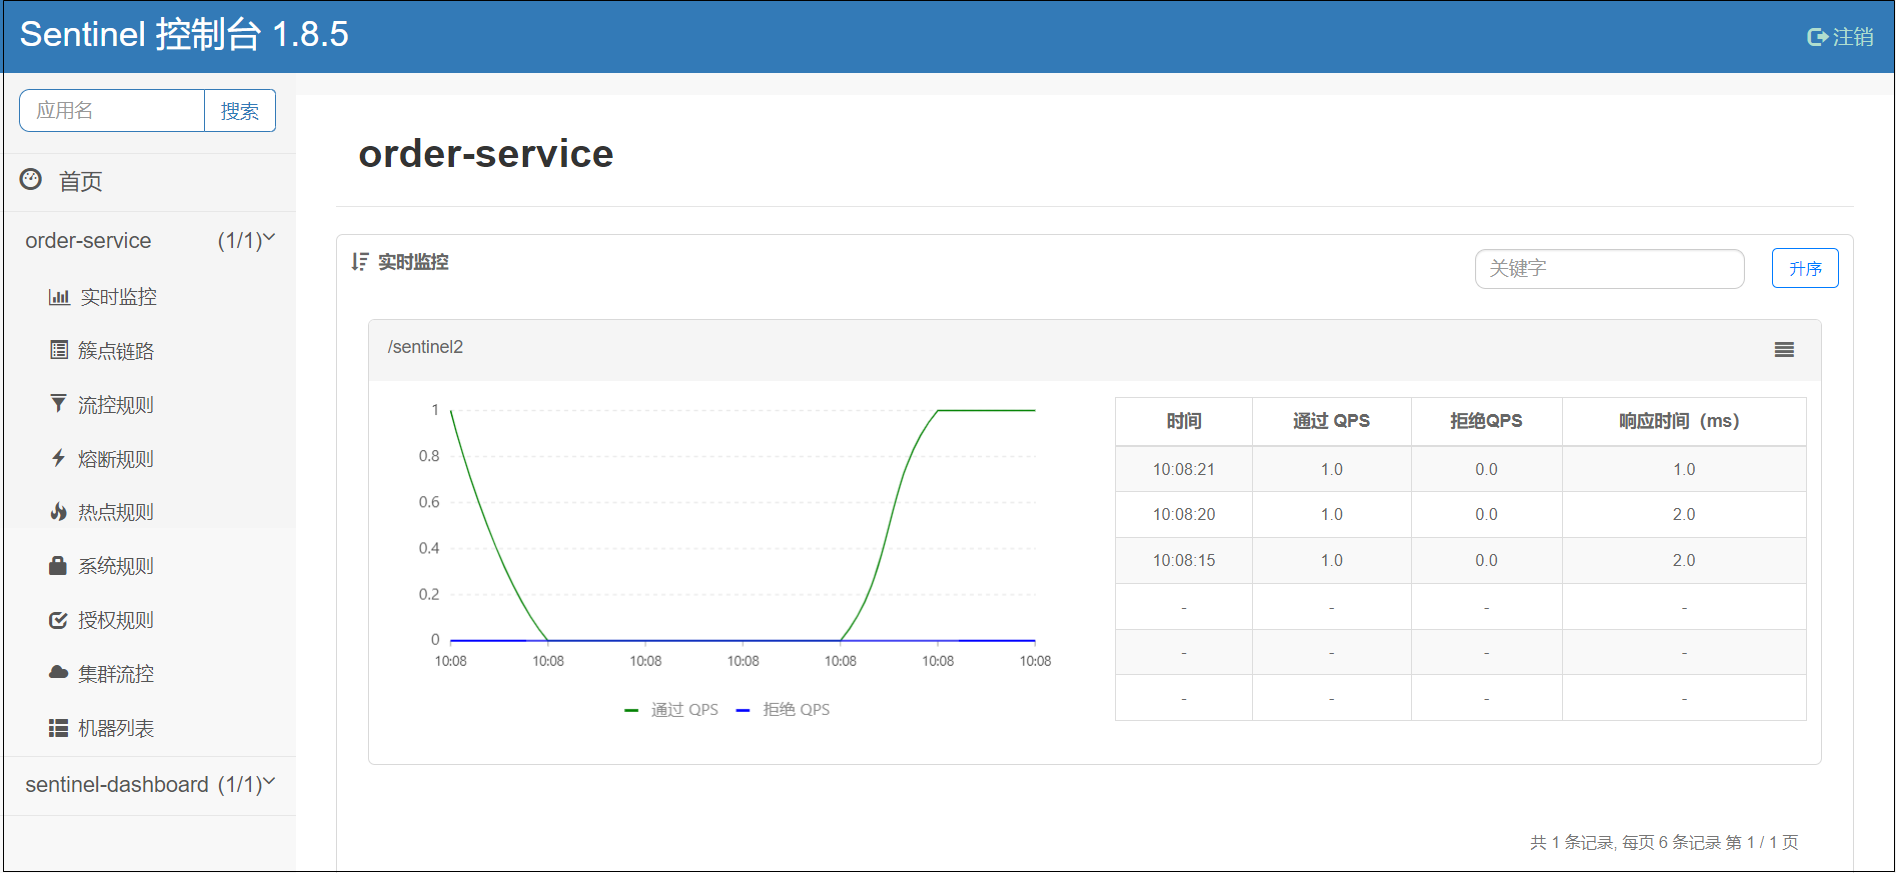 Sentinel 控制台 1.8.5
注销
应用名 搜索
首页
order-service (1/1)
实时监控
簇点链路
流控规则
熔断规则
热点规则
系统规则
授权规则
集群流控
机器列表
sentinel-dashboard (1/1)
order-service
实时监控
关键字 升序
/sentinel2
1
0.8
0.6
0.4
0.2
0
10:08 10:08 10:08 10:08 10:08 10:08 10:08
通过 QPS 拒绝 QPS
时间 通过 QPS 拒绝QPS 响应时间（ms）
10:08:21 1.0 0.0 1.0
10:08:20 1.0 0.0 2.0
10:08:15 1.0 0.0 2.0
- - - -
- - - -
- - - -
共 1 条记录, 每页 6 条记录 第 1 / 1 页